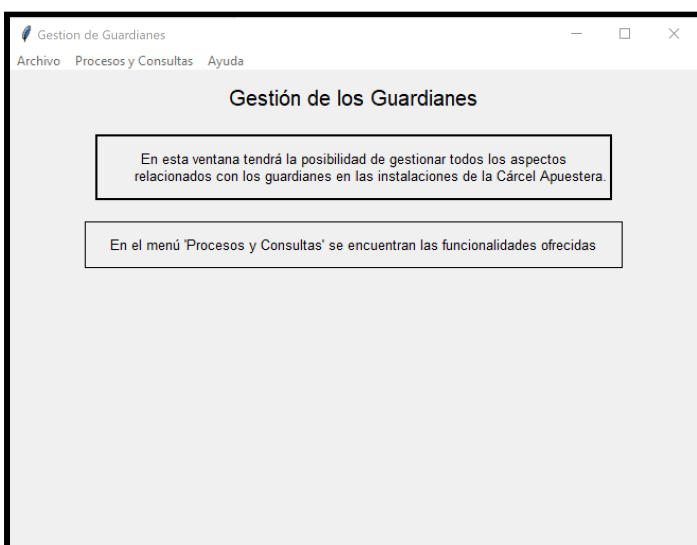 Gestion de Guardianes
Archivo Procesos y Consultas Ayuda
Gestión de los Guardianes
En esta ventana tendrá la posibilidad de gestionar todos los aspectos
relacionados con los guardianes en las instalaciones de la Cárcel Apuestera.
En el menú 'Procesos y Consultas' se encuentran las funcionalidades ofrecidas